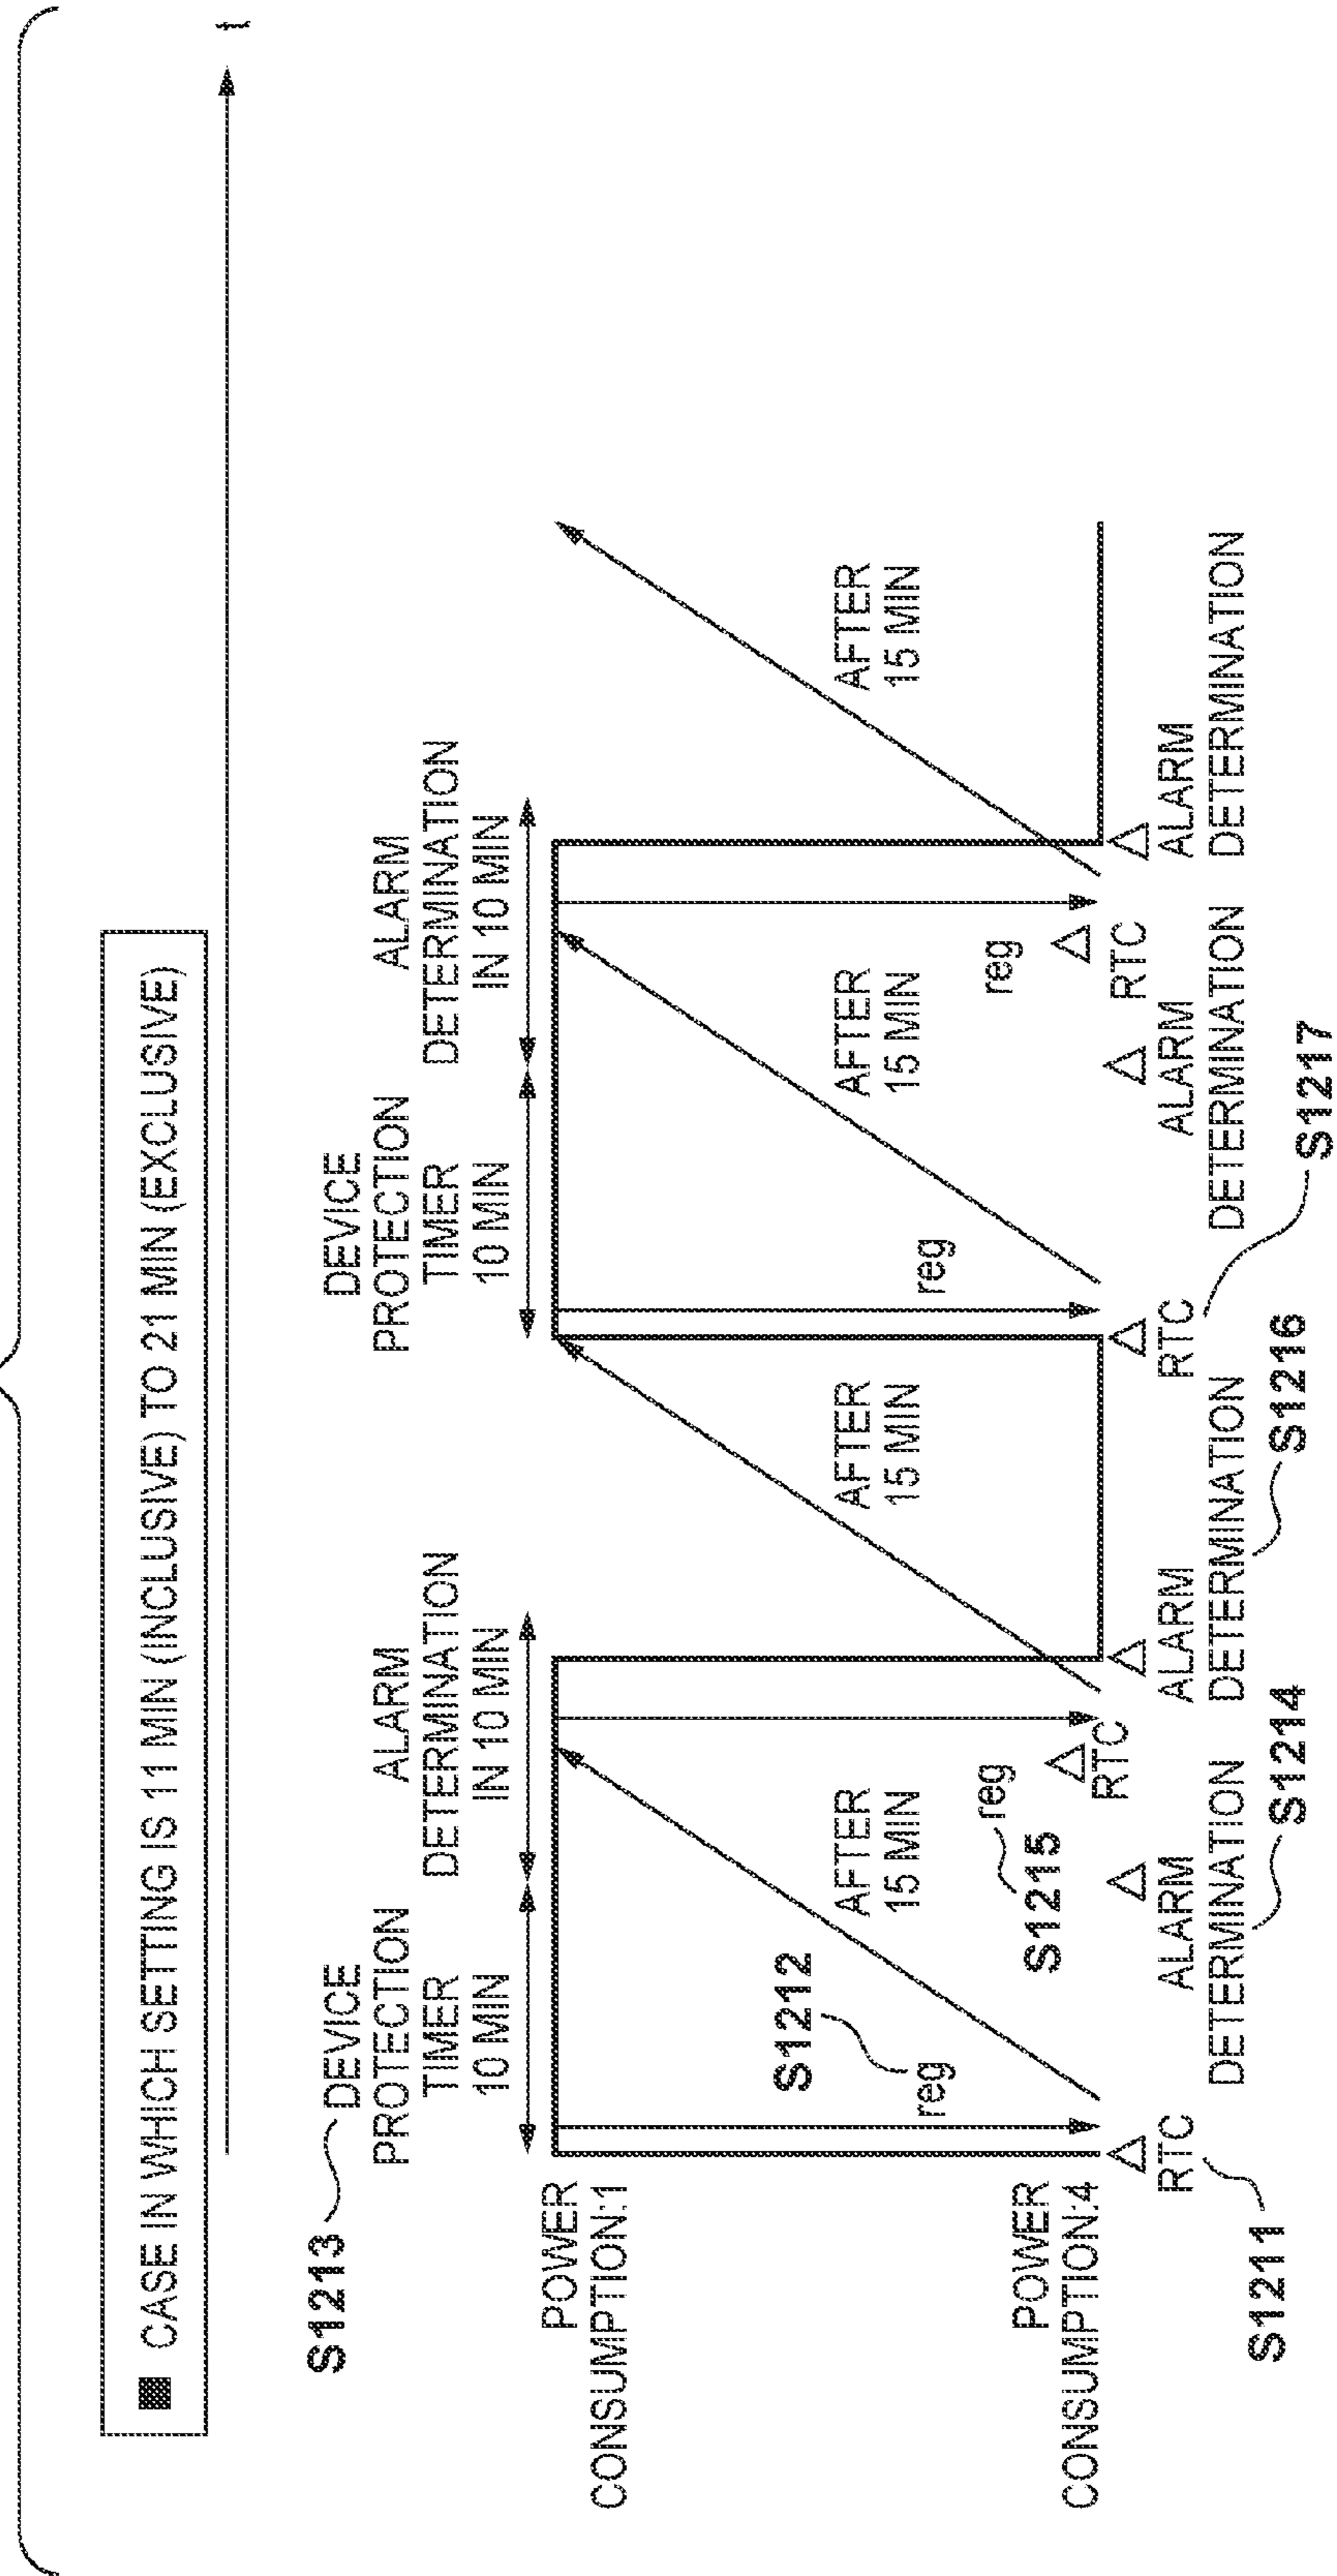 ■ CASE IN WHICH SETTING IS 11 MIN (INCLUSIVE) TO 21 MIN (EXCLUSIVE)
t
S1213
DEVICE
PROTECTION
TIMER
10 MIN
ALARM
DETERMINATION
IN 10 MIN
DEVICE
PROTECTION
TIMER
10 MIN
ALARM
DETERMINATION
IN 10 MIN
POWER
CONSUMPTION:1
S1212
reg
AFTER
15 MIN
AFTER
15 MIN
reg
AFTER
15 MIN
AFTER
15 MIN
S1215
reg
reg
POWER
CONSUMPTION:4
RTC
RTC
RTC
RTC
ALARM
DETERMINATION
ALARM
DETERMINATION
ALARM
DETERMINATION
ALARM
DETERMINATION
S1211
S1214
S1216
S1217